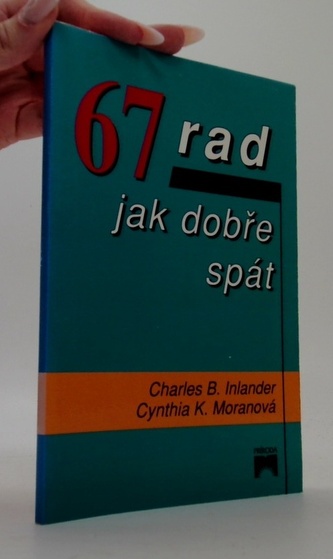 67 rad
jak dobře
spát
Charles B. Inlander
Cynthia K. Moranová